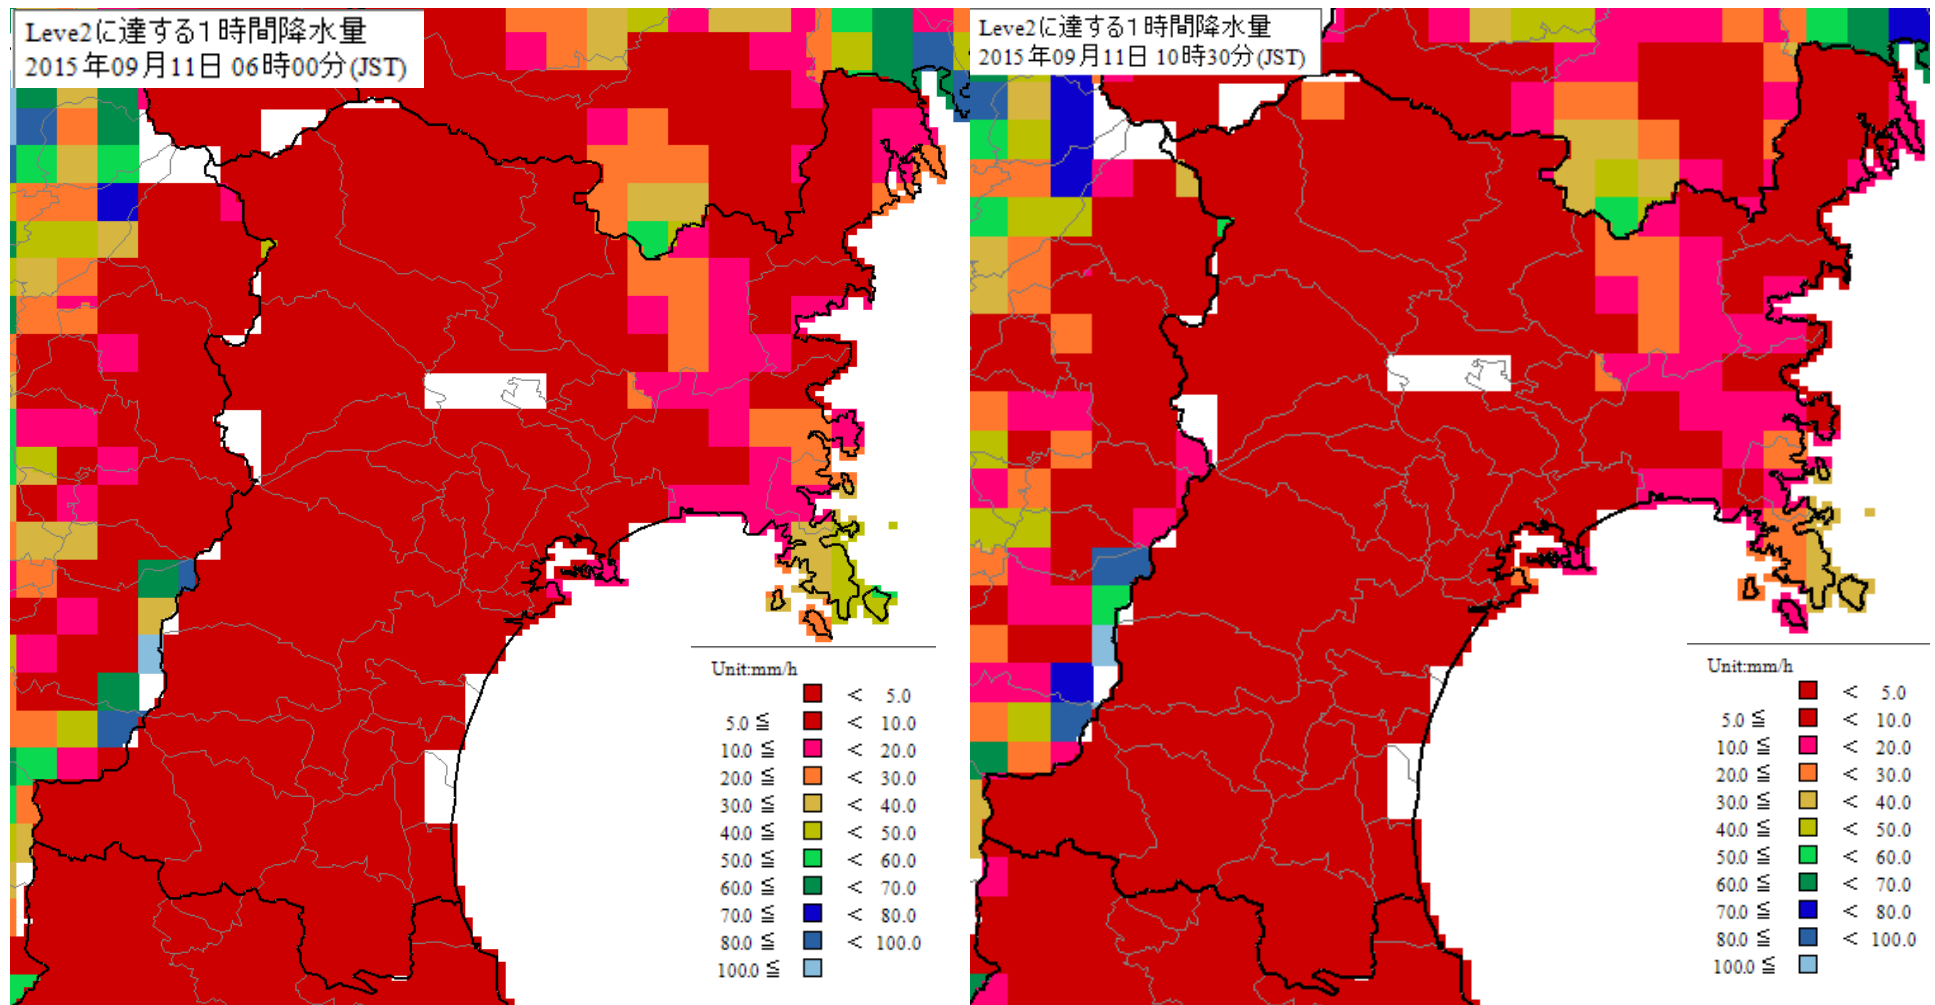 Leve2に達する1時間降水量
2015年09月11日 06時00分(JST)
Unit:mm/h
< 5.0
5.0 ≦ < 10.0
10.0 ≦ < 20.0
20.0 ≦ < 30.0
30.0 ≦ < 40.0
40.0 ≦ < 50.0
50.0 ≦ < 60.0
60.0 ≦ < 70.0
70.0 ≦ < 80.0
80.0 ≦ < 100.0
100.0 ≦
Leve2に達する1時間降水量
2015年09月11日 10時30分(JST)
Unit:mm/h
< 5.0
5.0 ≦ < 10.0
10.0 ≦ < 20.0
20.0 ≦ < 30.0
30.0 ≦ < 40.0
40.0 ≦ < 50.0
50.0 ≦ < 60.0
60.0 ≦ < 70.0
70.0 ≦ < 80.0
80.0 ≦ < 100.0
100.0 ≦